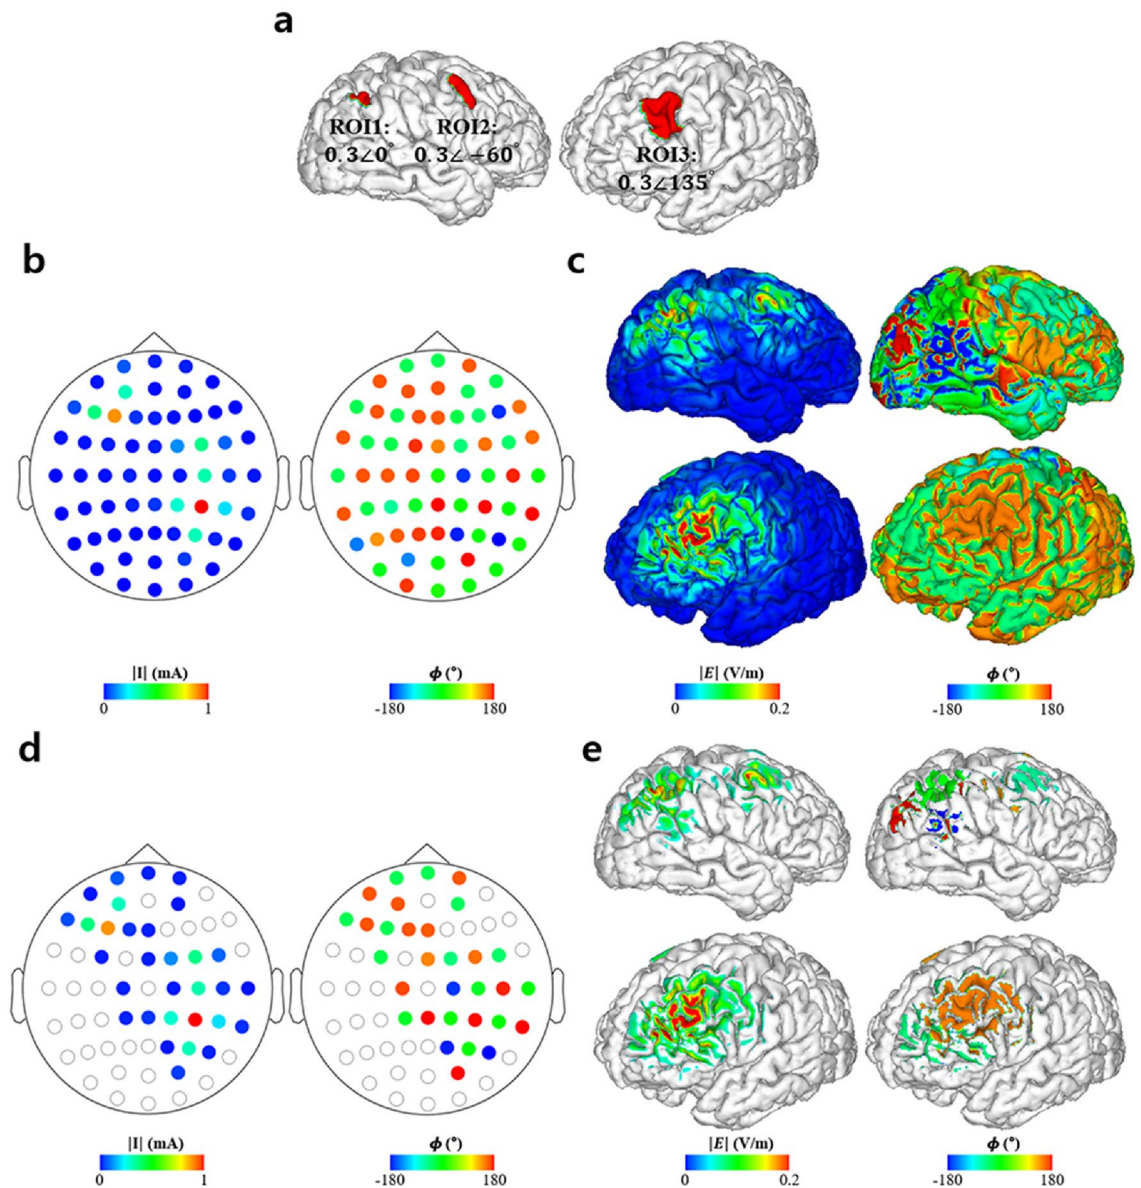 a
ROI1:
0.3∠0°
ROI2:
0.3∠−60°
ROI3:
0.3∠135°
b
c
|I| (mA)
0
1
ϕ (°)
-180
180
|E| (V/m)
0
0.2
ϕ (°)
-180
180
d
e
|I| (mA)
0
1
ϕ (°)
-180
180
|E| (V/m)
0
0.2
ϕ (°)
-180
180